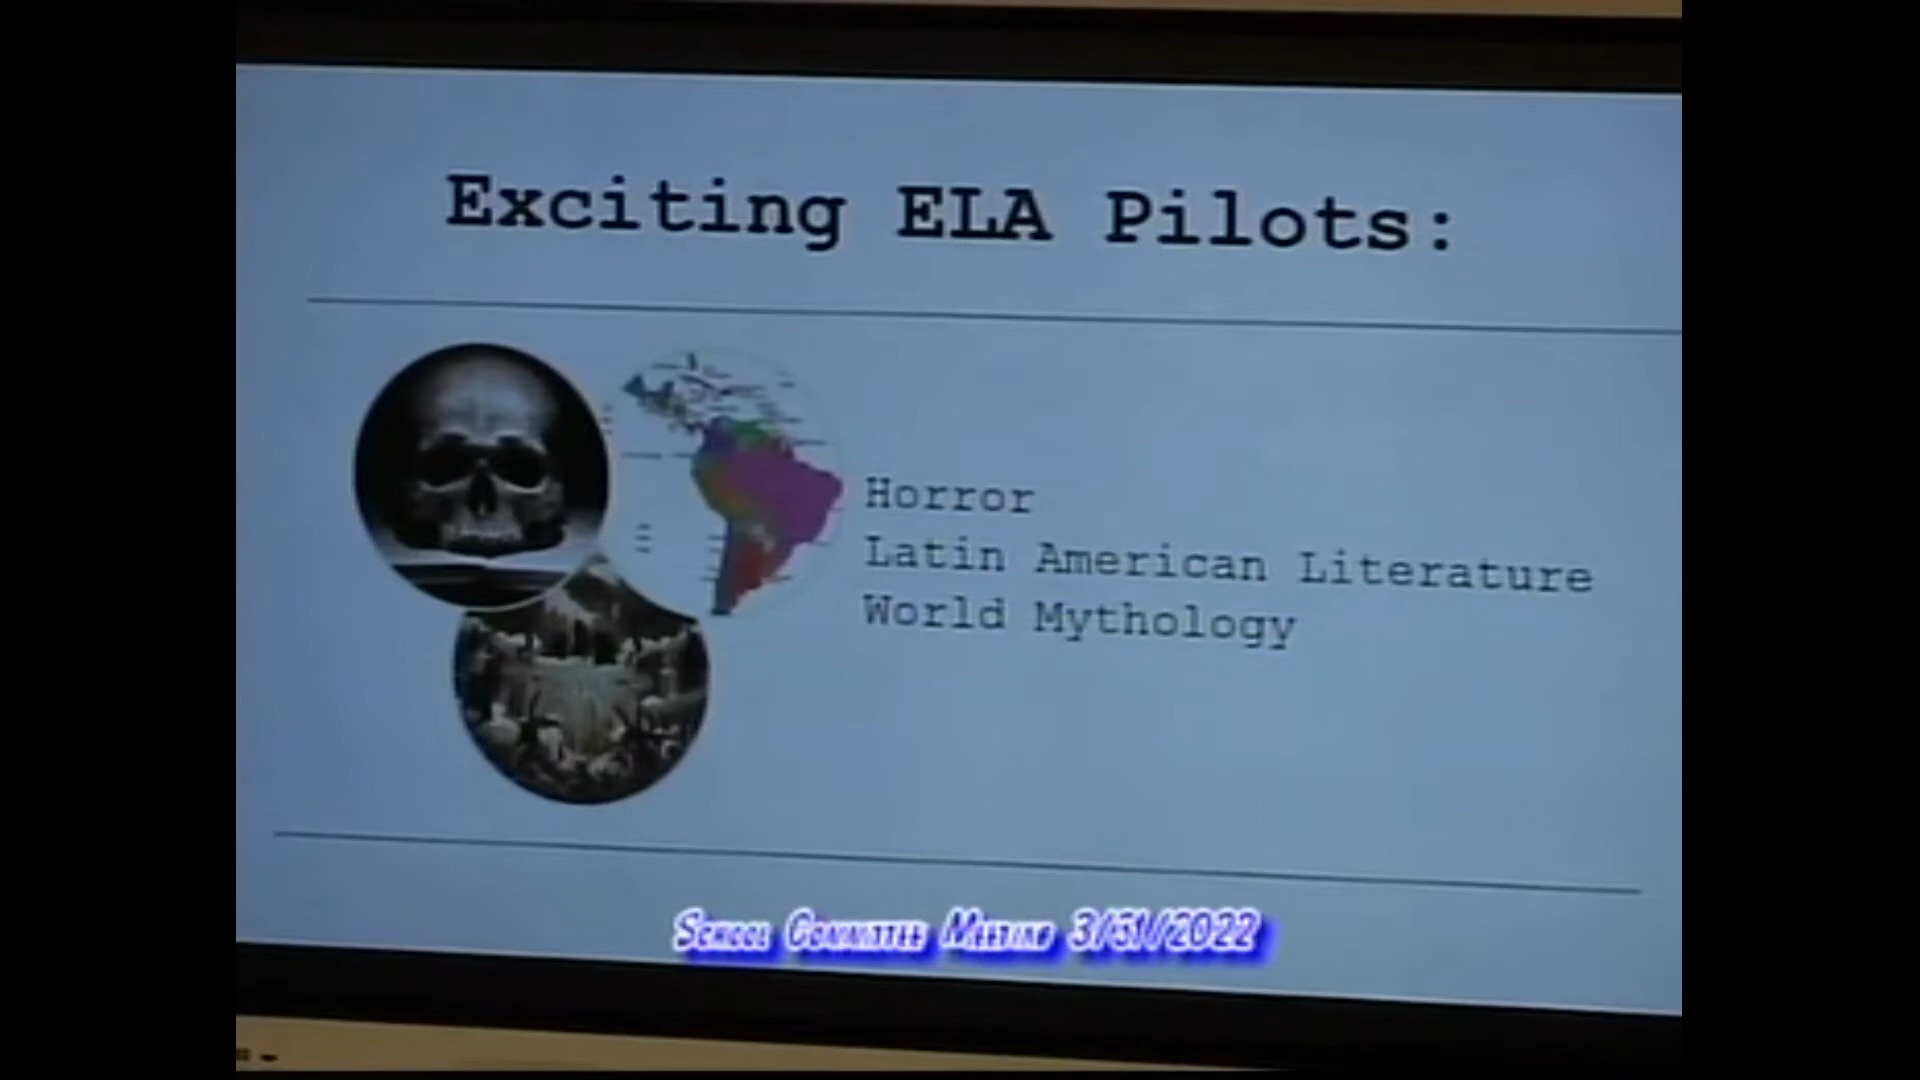 Exciting ELA Pilots:
Horror
Latin American Literature
World Mythology
School Committee Meeting 3/31/2022